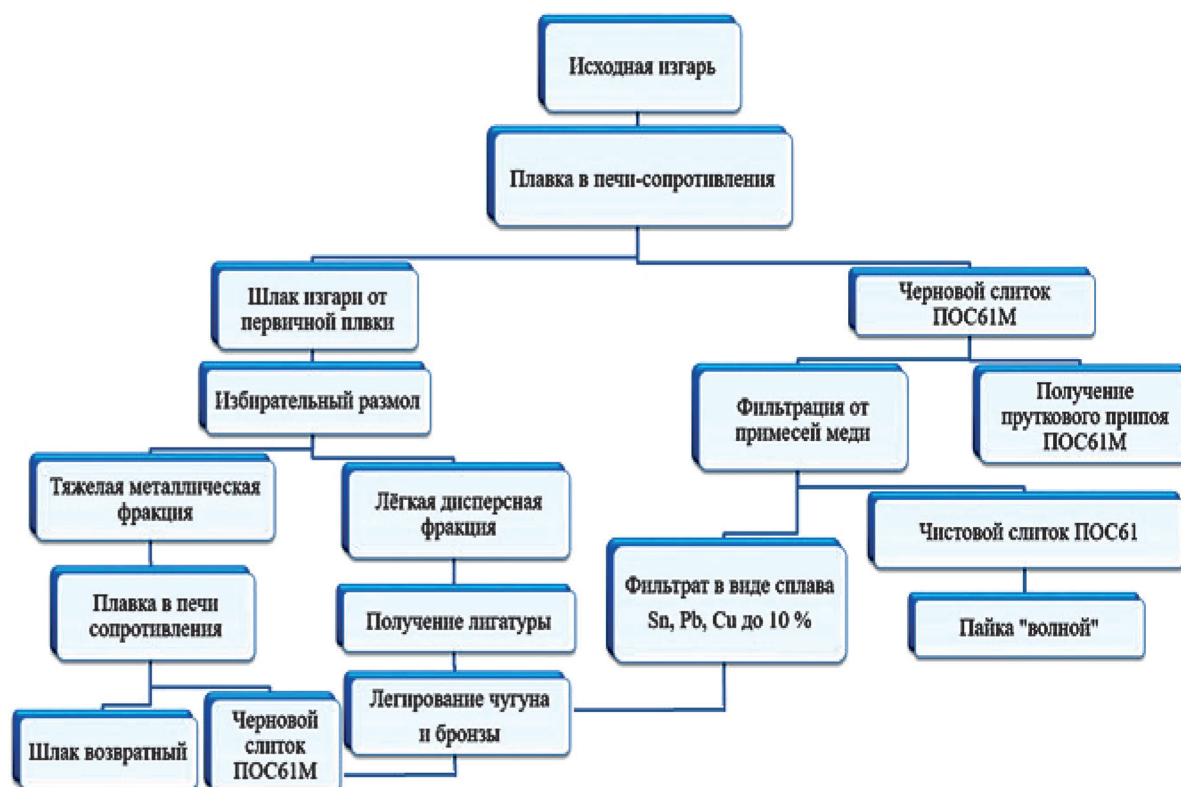 Исходная изгарь
Плавка в печи-сопротивления
Шлак изгари от
первичной плвки
Черновой слиток
ПОС61М
Избирательный размол
Фильтрация от
примесей меди
Получение
пруткового припоя
ПОС61М
Тяжелая металлическая
фракция
Лёгкая дисперсная
фракция
Чистовой слиток ПОС61
Плавка в печи
сопротивления
Получение лигатуры
Фильтрат в виде сплава
Sn, Pb, Cu до 10 %
Пайка "волной"
Шлак возвратный
Черновой
слиток
ПОС61М
Легирование чугуна
и бронзы